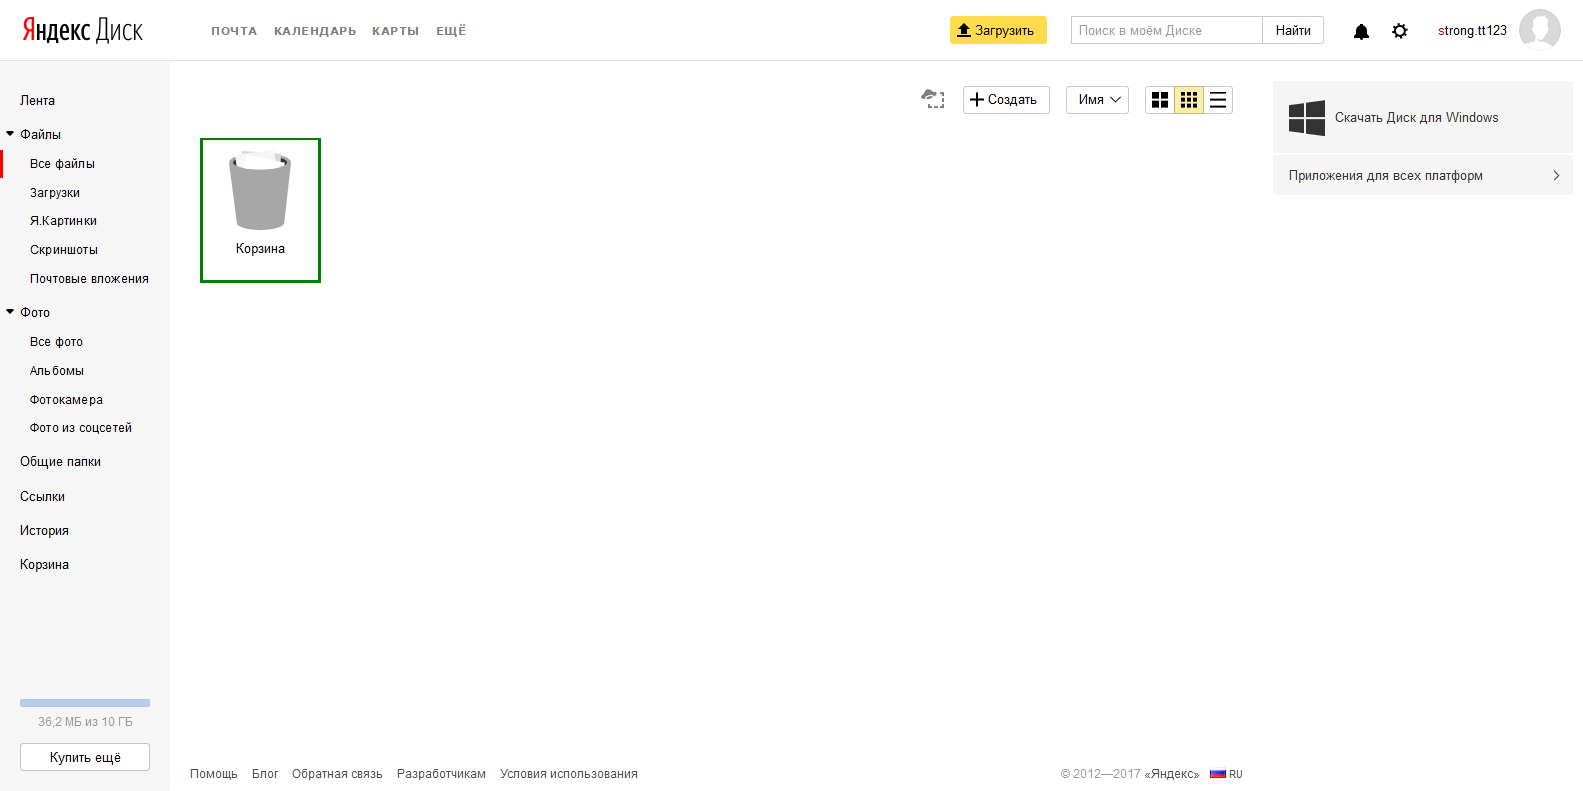 Яндекс Диск
ПОЧТА КАЛЕНДАРЬ КАРТЫ ЕЩЁ
Загрузить
Поиск в моём Диске
Найти
strong.tt123
Лента
Файлы
Все файлы
Загрузки
Я.Картинки
Скриншоты
Почтовые вложения
Фото
Все фото
Альбомы
Фотокамера
Фото из соцсетей
Общие папки
Ссылки
История
Корзина
36,2 МБ из 10 ГБ
Купить ещё
Создать
Имя
Корзина
Скачать Диск для Windows
Приложения для всех платформ
Помощь Блог Обратная связь Разработчикам Условия использования
© 2012—2017 «Яндекс» RU